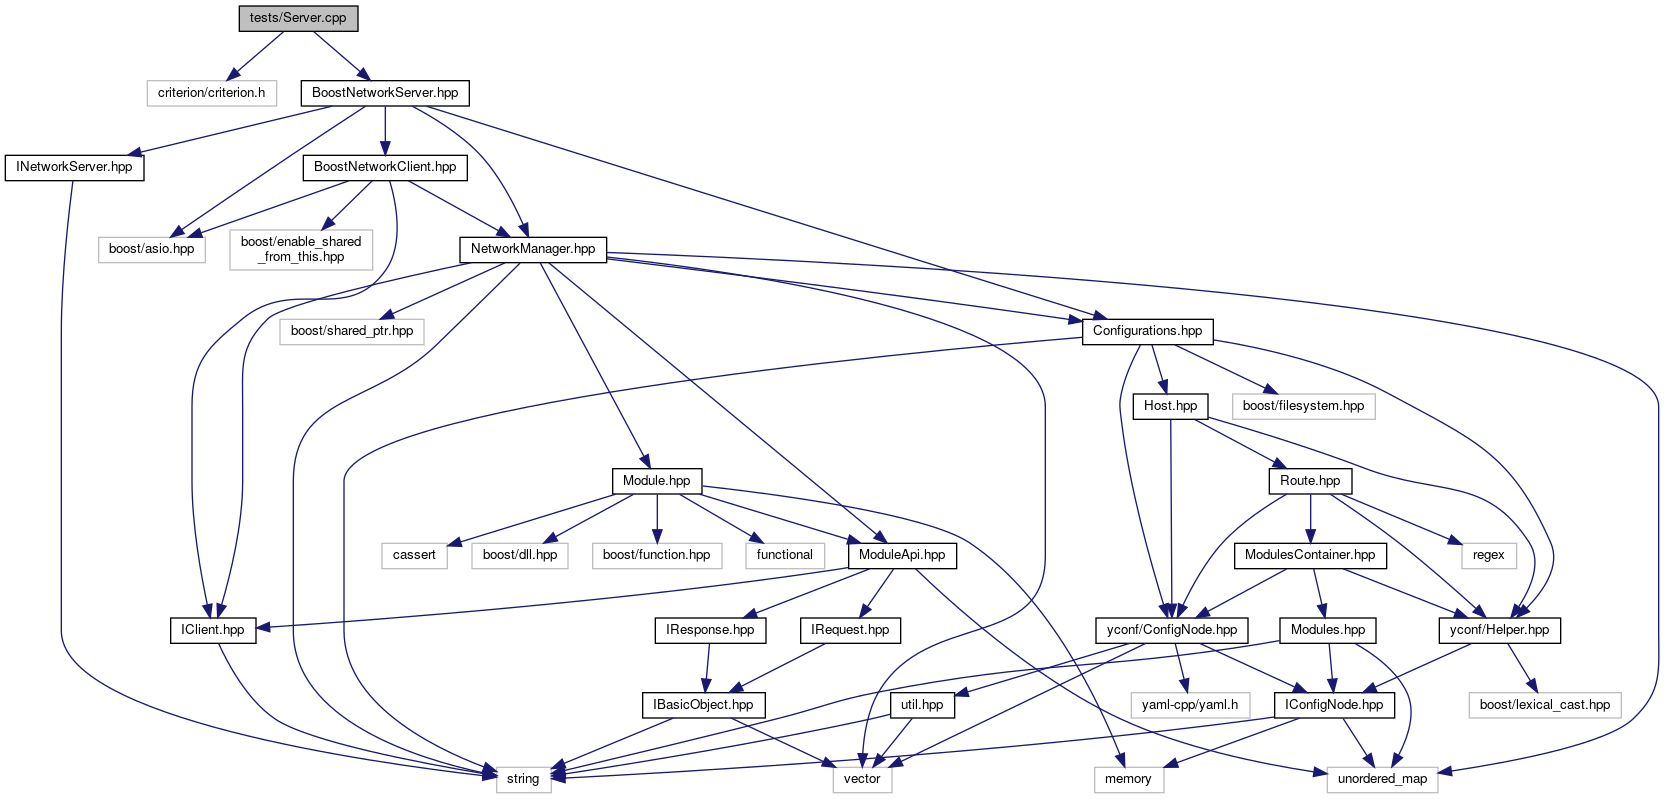 tests/Server.cpp
criterion/criterion.h
BoostNetworkServer.hpp
INetworkServer.hpp
BoostNetworkClient.hpp
boost/asio.hpp
boost/enable_shared
_from_this.hpp
NetworkManager.hpp
boost/shared_ptr.hpp
Configurations.hpp
Host.hpp
boost/filesystem.hpp
Module.hpp
Route.hpp
cassert
boost/dll.hpp
boost/function.hpp
functional
ModuleApi.hpp
ModulesContainer.hpp
regex
IClient.hpp
IResponse.hpp
IRequest.hpp
yconf/ConfigNode.hpp
Modules.hpp
yconf/Helper.hpp
IBasicObject.hpp
util.hpp
yaml-cpp/yaml.h
IConfigNode.hpp
boost/lexical_cast.hpp
string
vector
memory
unordered_map